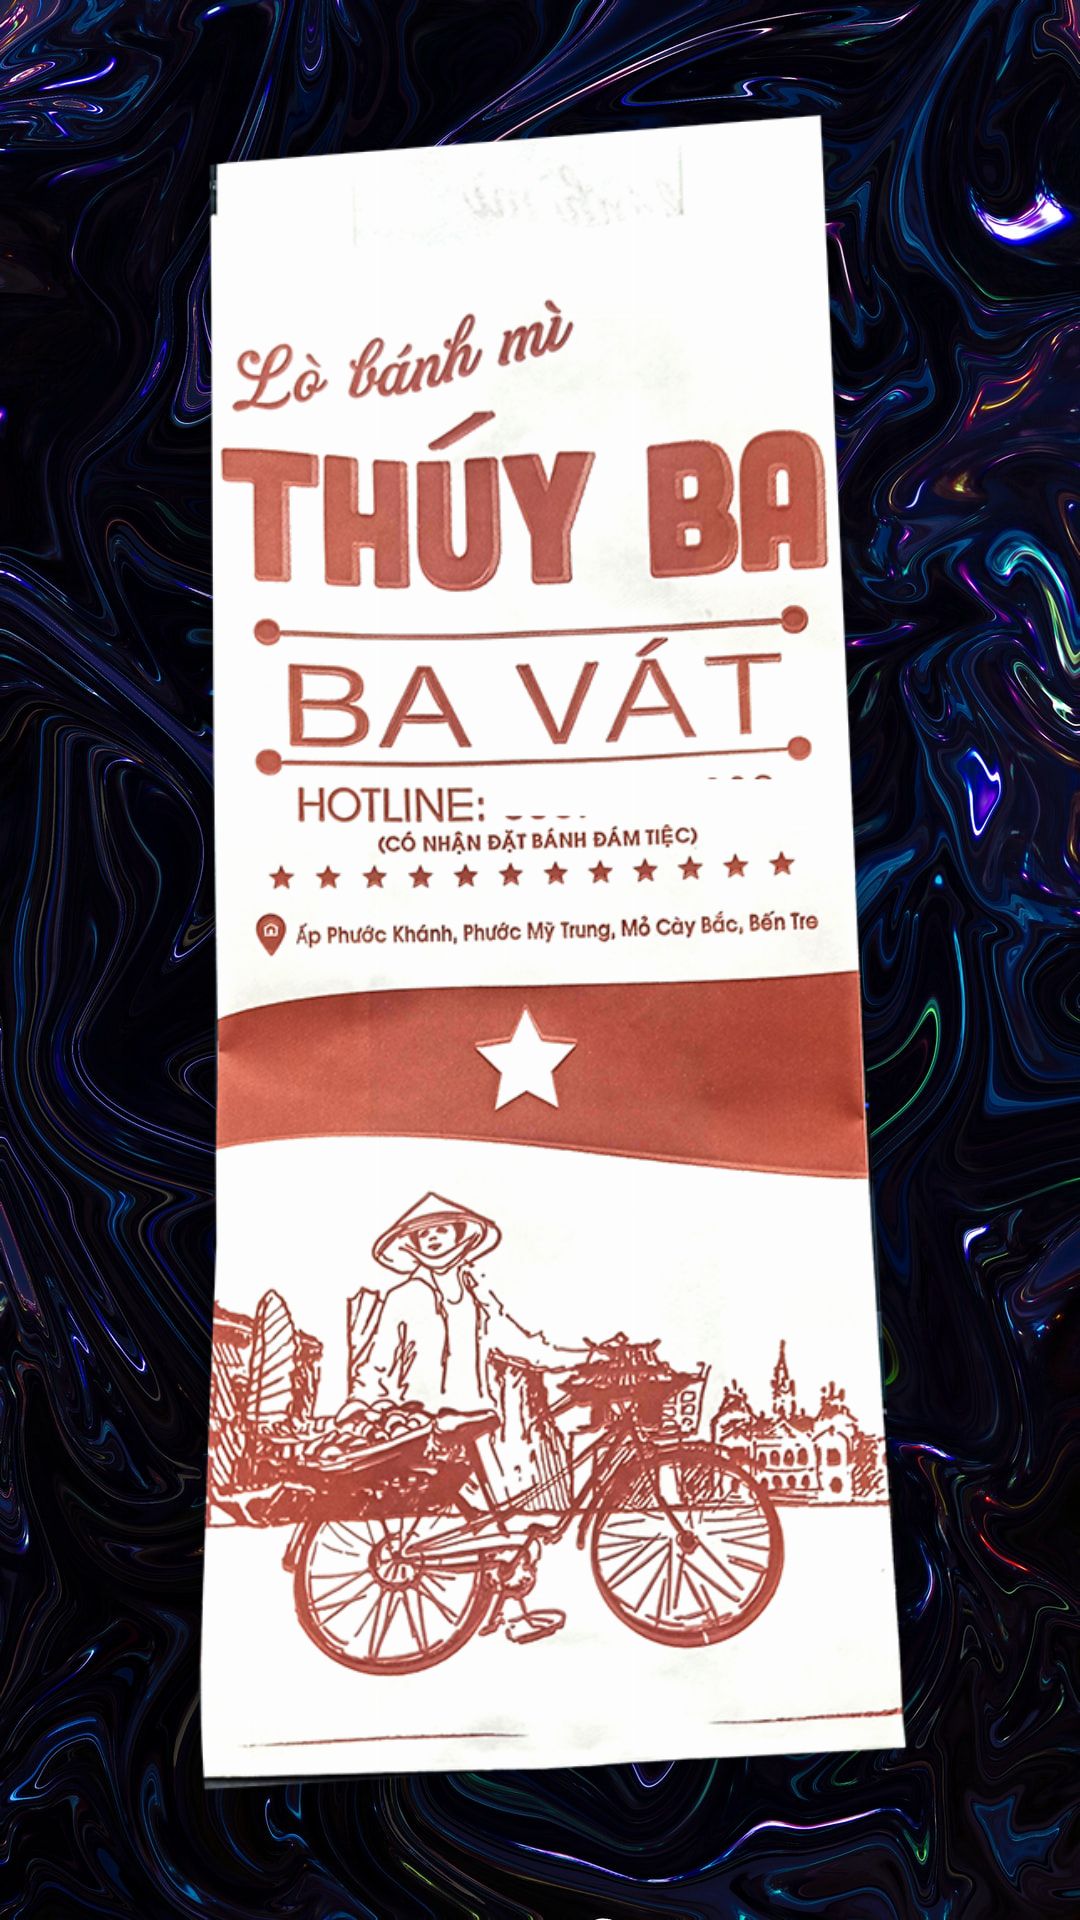 Lò bánh mì
THÚY BA
BA VÁT
HOTLINE:
(CÓ NHẬN ĐẶT BÁNH ĐÁM TIỆC)
Ấp Phước Khánh, Phước Mỹ Trung, Mỏ Cày Bắc, Bến Tre